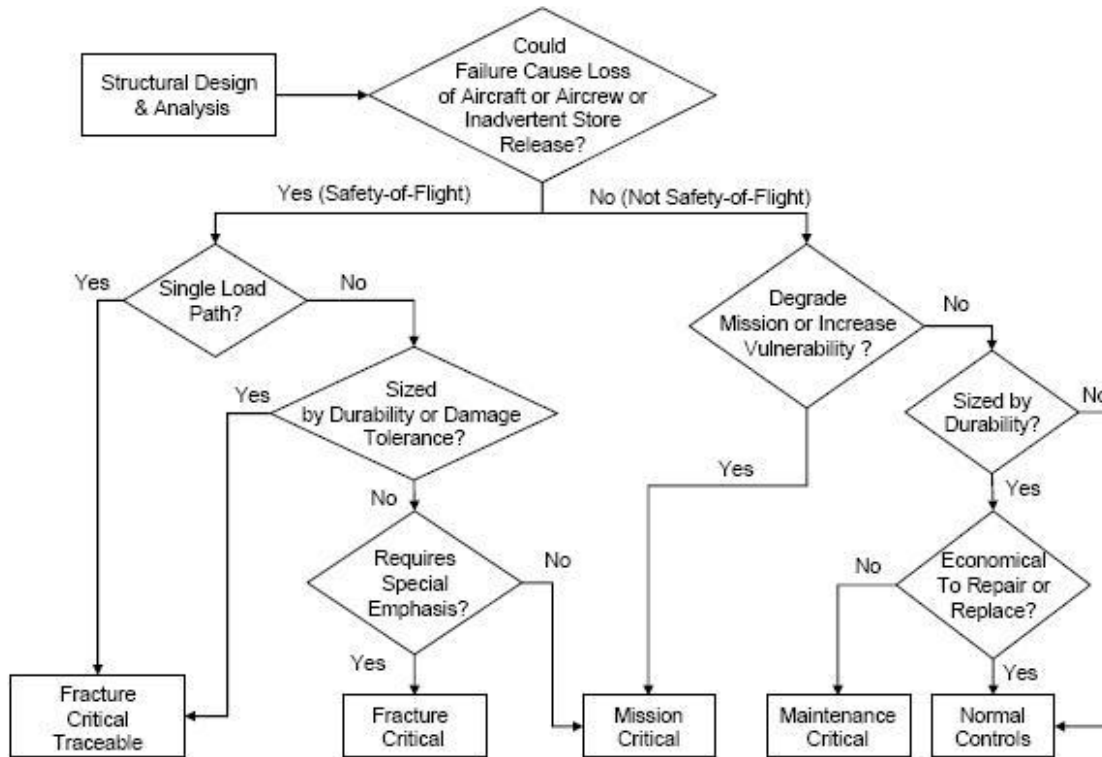 Structural Design
& Analysis
Could
Failure Cause Loss
of Aircraft or Aircrew or
Inadvertent Store
Release?
Yes (Safety-of-Flight)
No (Not Safety-of-Flight)
Yes
Single Load
Path?
No
Degrade
Mission or Increase
Vulnerability ?
No
Yes
Sized
by Durability or Damage
Tolerance?
Sized by
Durability?
No
Yes
No
Yes
Requires
Special
Emphasis?
No
No
Economical
To Repair or
Replace?
Yes
Yes
Fracture
Critical
Traceable
Fracture
Critical
Mission
Critical
Maintenance
Critical
Normal
Controls